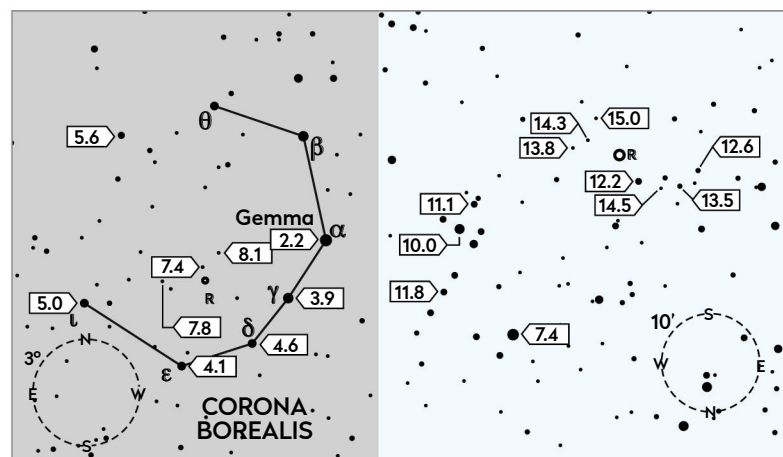 θ
β
5.6
Gemma
2.2
α
8.1
7.4
R
γ
3.9
5.0
ι
7.8
δ
4.6
ε
4.1
3°
N
E
W
S
CORONA
BOREALIS
15.0
14.3
13.8
R
12.6
12.2
14.5
13.5
11.1
10.0
11.8
7.4
10'
S
W
E
N